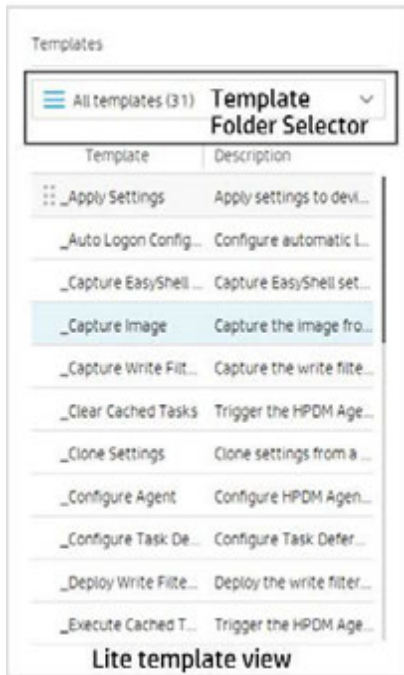 Templates
All templates (31) Template
Folder Selector
Template Description
_Apply Settings Apply settings to devi...
_Auto Logon Config... Configure automatic l...
_Capture EasyShell ... Capture EasyShell set...
_Capture Image Capture the image fro...
_Capture Write Filt... Capture the write filte...
_Clear Cached Tasks Trigger the HPDM Age...
_Clone Settings Clone settings from a ...
_Configure Agent Configure HPDM Agen...
_Configure Task De... Configure Task Defer...
_Deploy Write Filte... Deploy the write filter...
_Execute Cached T... Trigger the HPDM Age...
Lite template view